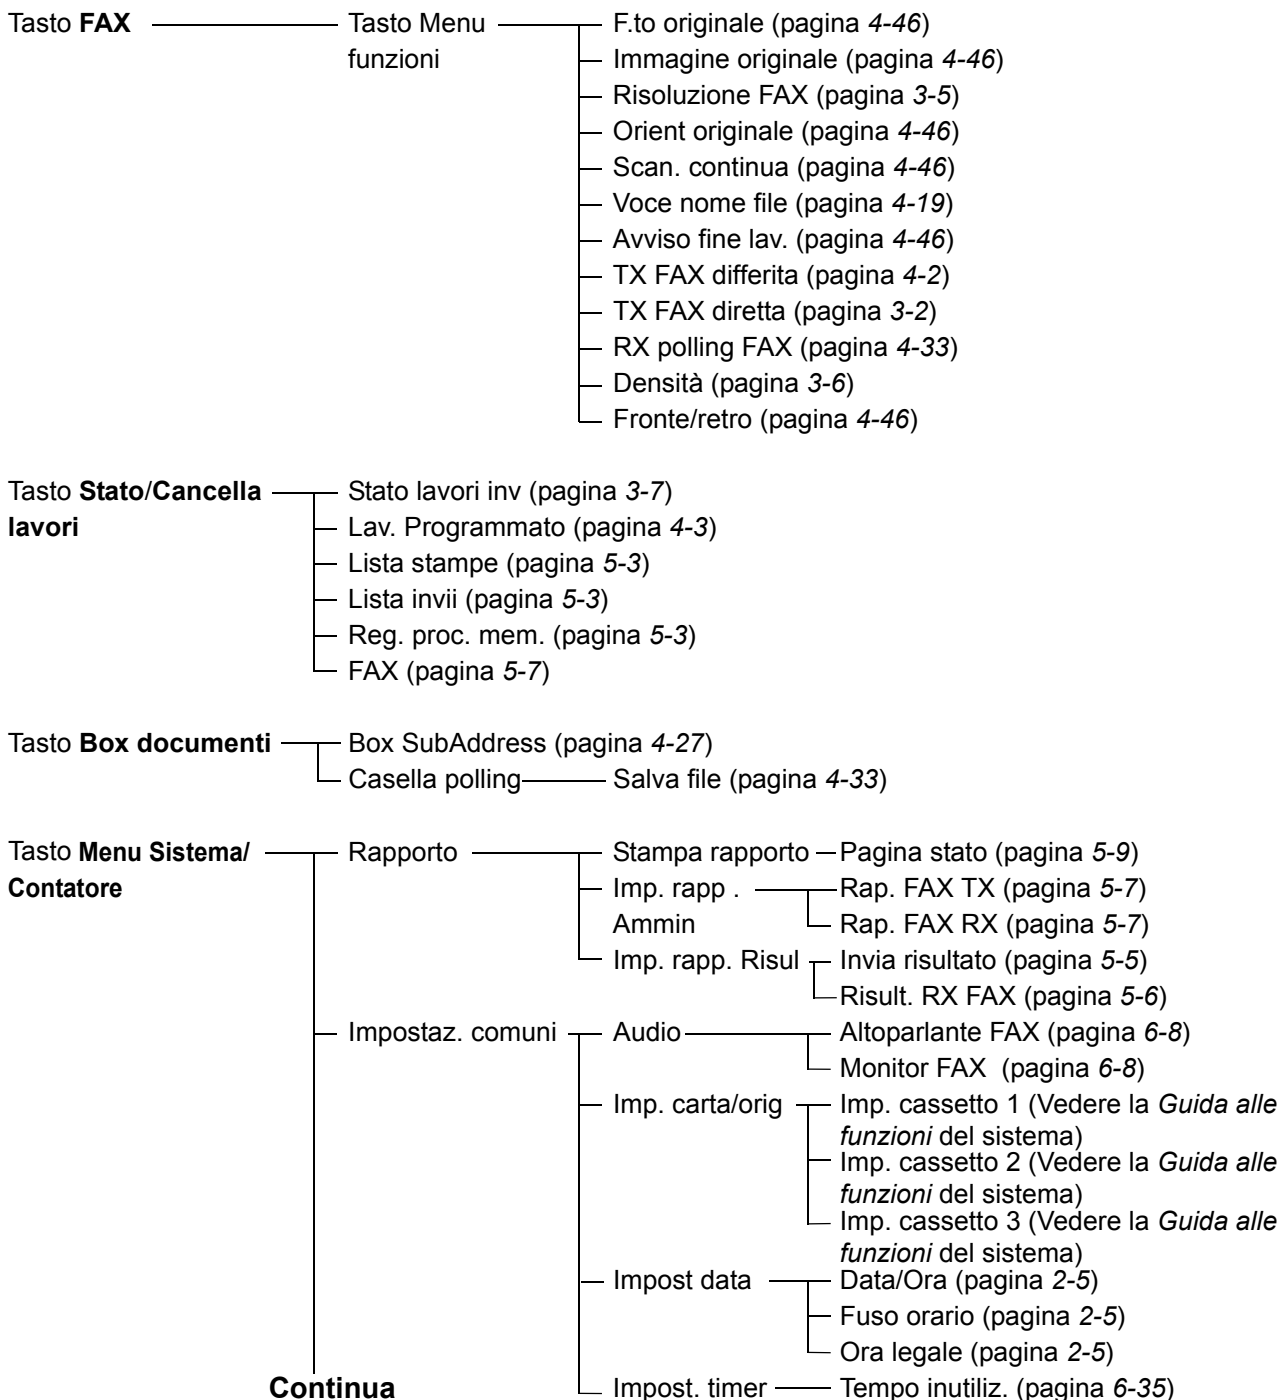 Tasto FAX Tasto Menu F.to originale (pagina 4-46)
funzioni Immagine originale (pagina 4-46)
Risoluzione FAX (pagina 3-5)
Orient originale (pagina 4-46)
Scan. continua (pagina 4-46)
Voce nome file (pagina 4-19)
Avviso fine lav. (pagina 4-46)
TX FAX differita (pagina 4-2)
TX FAX diretta (pagina 3-2)
RX polling FAX (pagina 4-33)
Densità (pagina 3-6)
Fronte/retro (pagina 4-46)
Tasto Stato/Cancella Stato lavori inv (pagina 3-7)
lavori Lav. Programmato (pagina 4-3)
Lista stampe (pagina 5-3)
Lista invii (pagina 5-3)
Reg. proc. mem. (pagina 5-3)
FAX (pagina 5-7)
Tasto Box documenti Box SubAddress (pagina 4-27)
Casella polling Salva file (pagina 4-33)
Tasto Menu Sistema/ Rapporto Stampa rapporto Pagina stato (pagina 5-9)
Contatore Imp. rapp . Rap. FAX TX (pagina 5-7)
Ammin Rap. FAX RX (pagina 5-7)
Imp. rapp. Risul Invia risultato (pagina 5-5)
Risult. RX FAX (pagina 5-6)
Impostaz. comuni Audio Altoparlante FAX (pagina 6-8)
Monitor FAX (pagina 6-8)
Imp. carta/orig Imp. cassetto 1 (Vedere la Guida alle
funzioni del sistema)
Imp. cassetto 2 (Vedere la Guida alle
funzioni del sistema)
Imp. cassetto 3 (Vedere la Guida alle
funzioni del sistema)
Impost data Data/Ora (pagina 2-5)
Fuso orario (pagina 2-5)
Ora legale (pagina 2-5)
Continua Impost. timer Tempo inutiliz. (pagina 6-35)